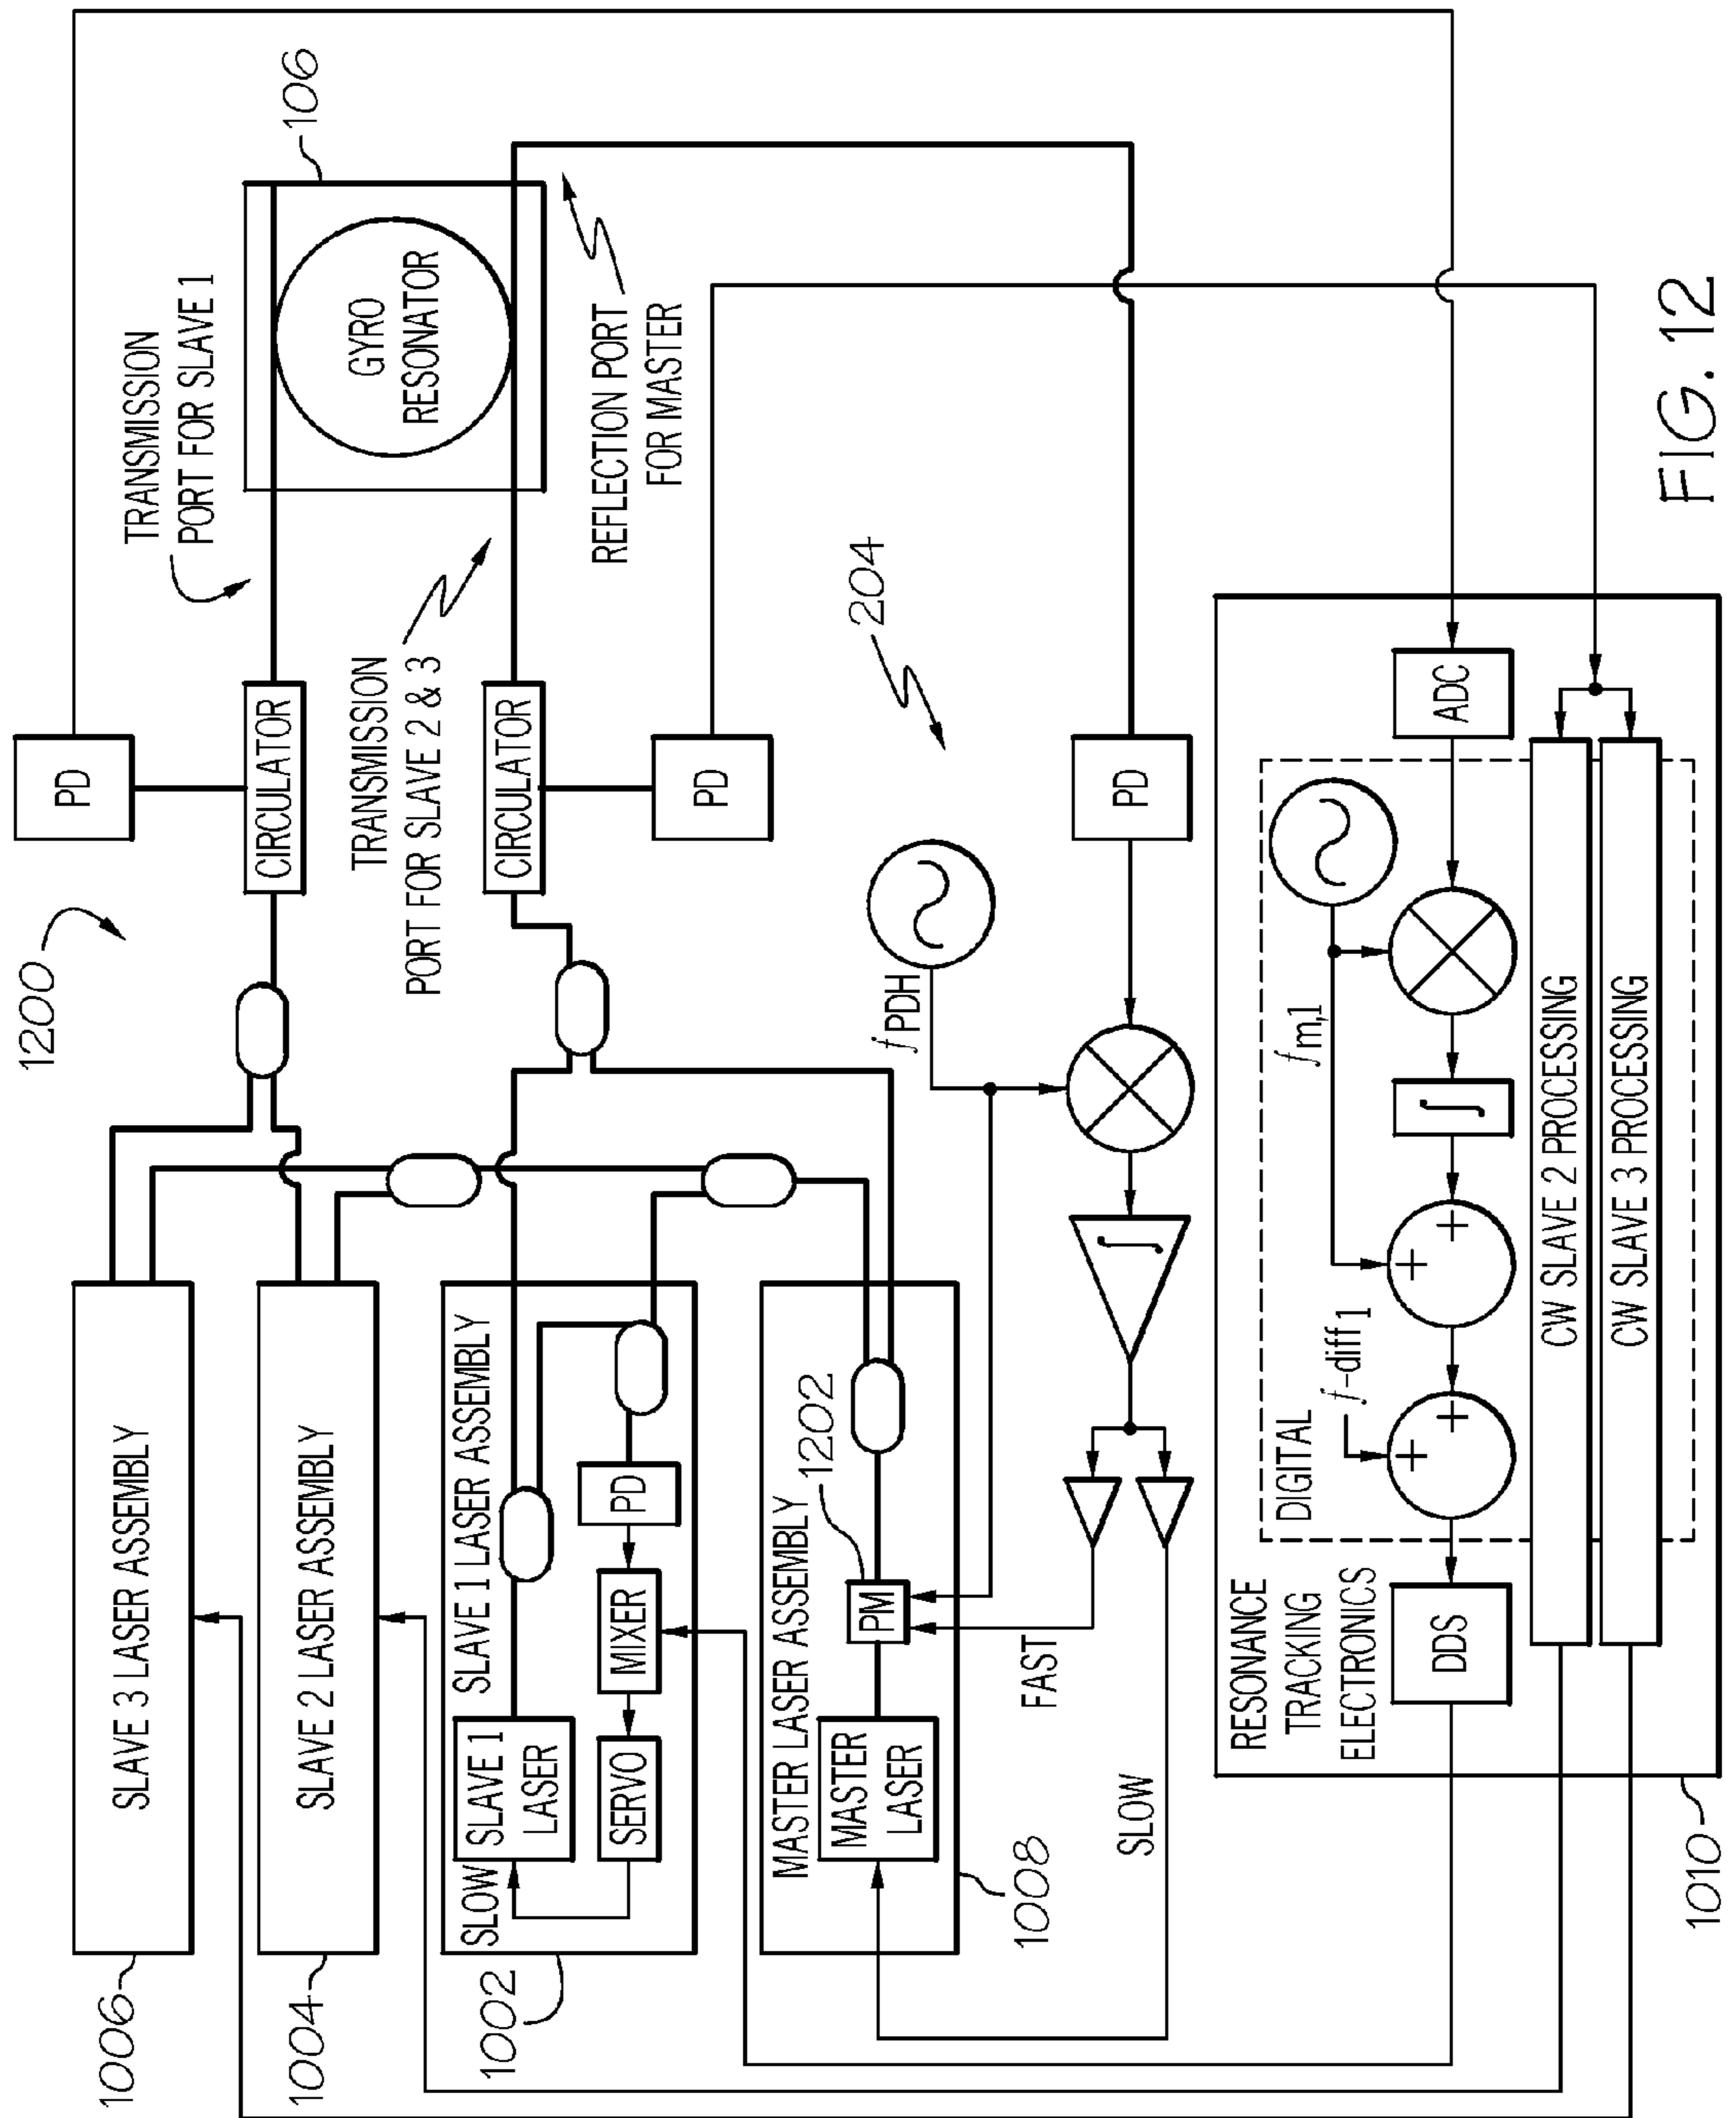 1200
1006
SLAVE 3 LASER ASSEMBLY
1004
SLAVE 2 LASER ASSEMBLY
1002
SLAVE 1 LASER ASSEMBLY
SLOW
SLAVE 1
LASER
SERVO
MIXER
PD
1008
MASTER LASER ASSEMBLY
MASTER
LASER
PM
1202
PD
CIRCULATOR
TRANSMISSION
PORT FOR SLAVE 1
106
GYRO
RESONATOR
TRANSMISSION
PORT FOR SLAVE 2 & 3
CIRCULATOR
PD
REFLECTION PORT
FOR MASTER
204
fPDH
PD
∫
FAST
SLOW
1010
RESONANCE
TRACKING
ELECTRONICS
DDS
DIGITAL
f-diff1
+
+
+
+
∫
fm,1
ADC
CW SLAVE 2 PROCESSING
CW SLAVE 3 PROCESSING
FIG. 12